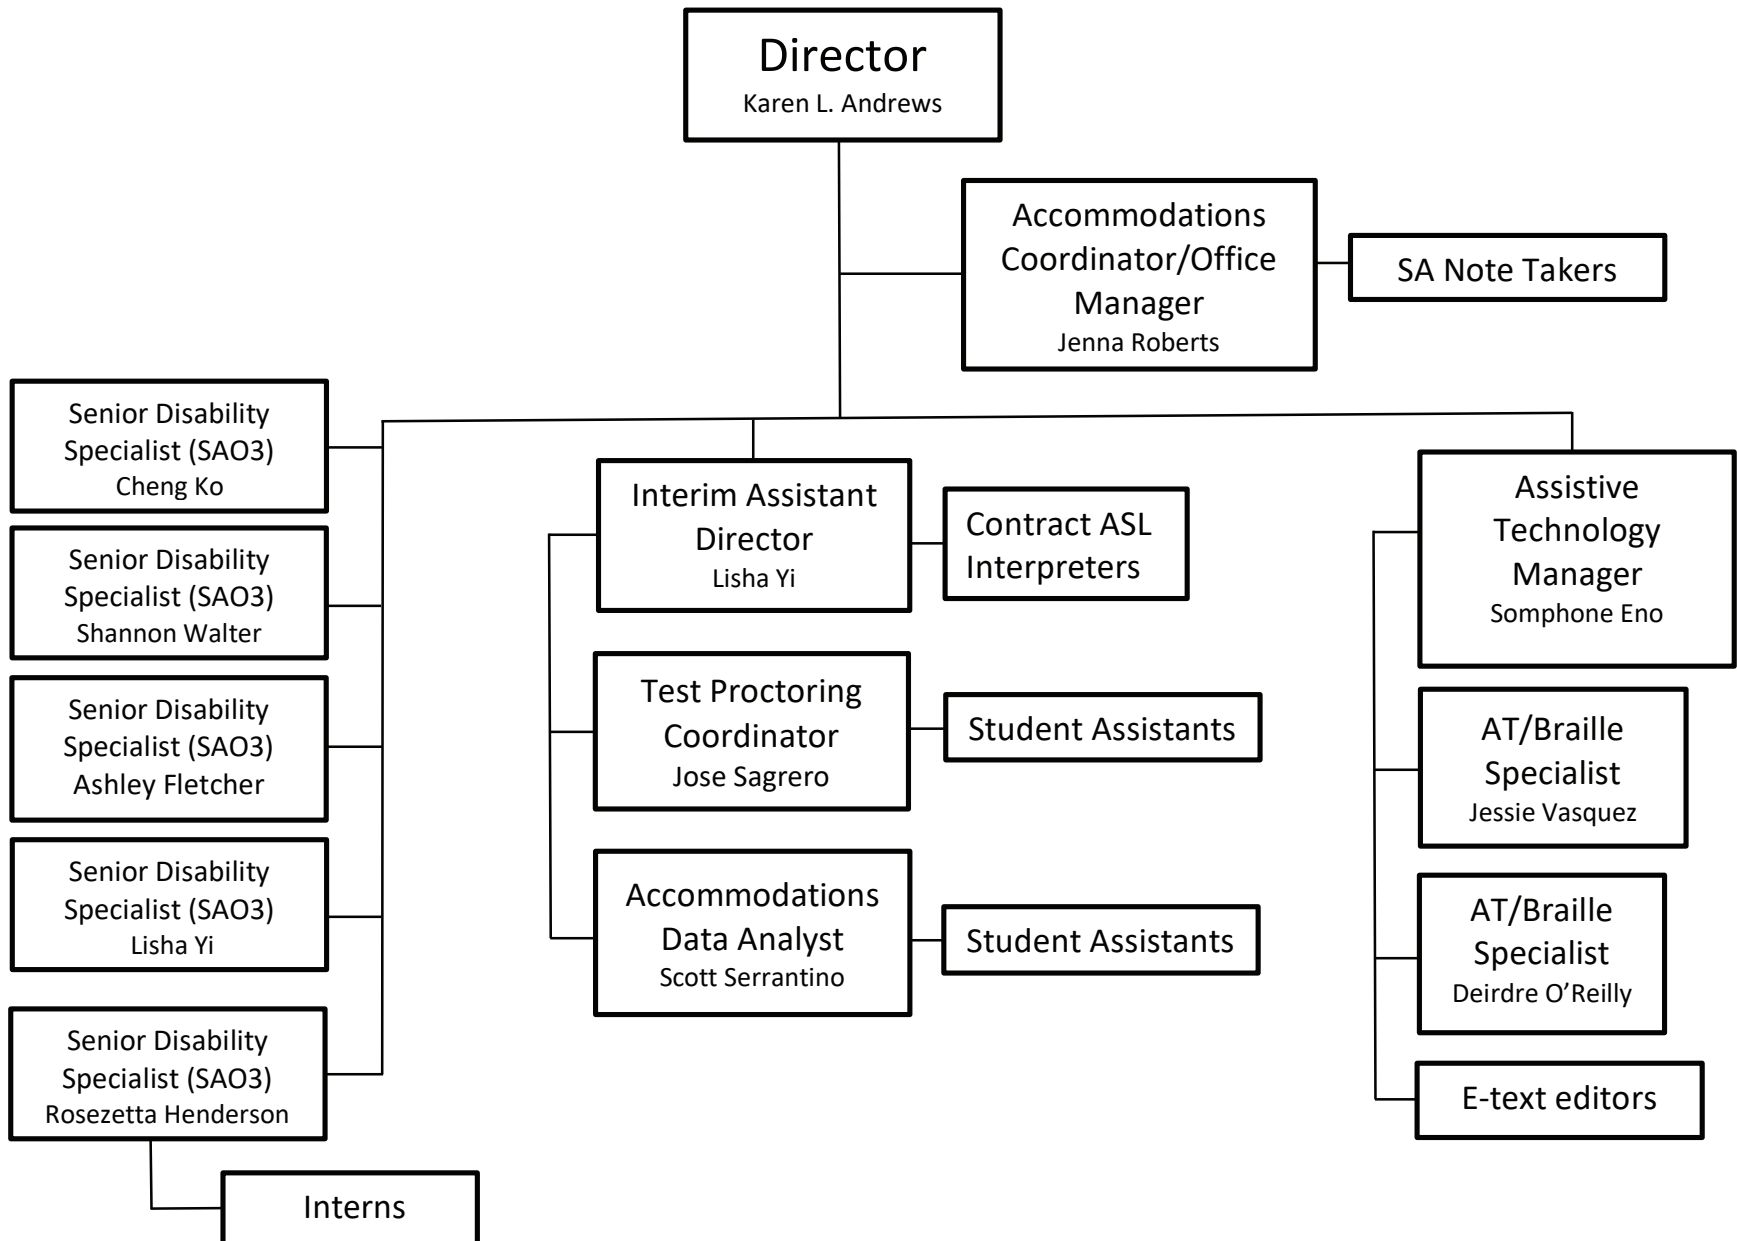 Director
Karen L. Andrews
Accommodations
Coordinator/Office
Manager
Jenna Roberts
SA Note Takers
Senior Disability
Specialist (SAO3)
Cheng Ko
Senior Disability
Specialist (SAO3)
Shannon Walter
Senior Disability
Specialist (SAO3)
Ashley Fletcher
Senior Disability
Specialist (SAO3)
Lisha Yi
Senior Disability
Specialist (SAO3)
Rosezetta Henderson
Interns
Interim Assistant
Director
Lisha Yi
Contract ASL
Interpreters
Test Proctoring
Coordinator
Jose Sagrero
Student Assistants
Accommodations
Data Analyst
Scott Serrantino
Student Assistants
Assistive
Technology
Manager
Somphone Eno
AT/Braille
Specialist
Jessie Vasquez
AT/Braille
Specialist
Deirdre O’Reilly
E-text editors